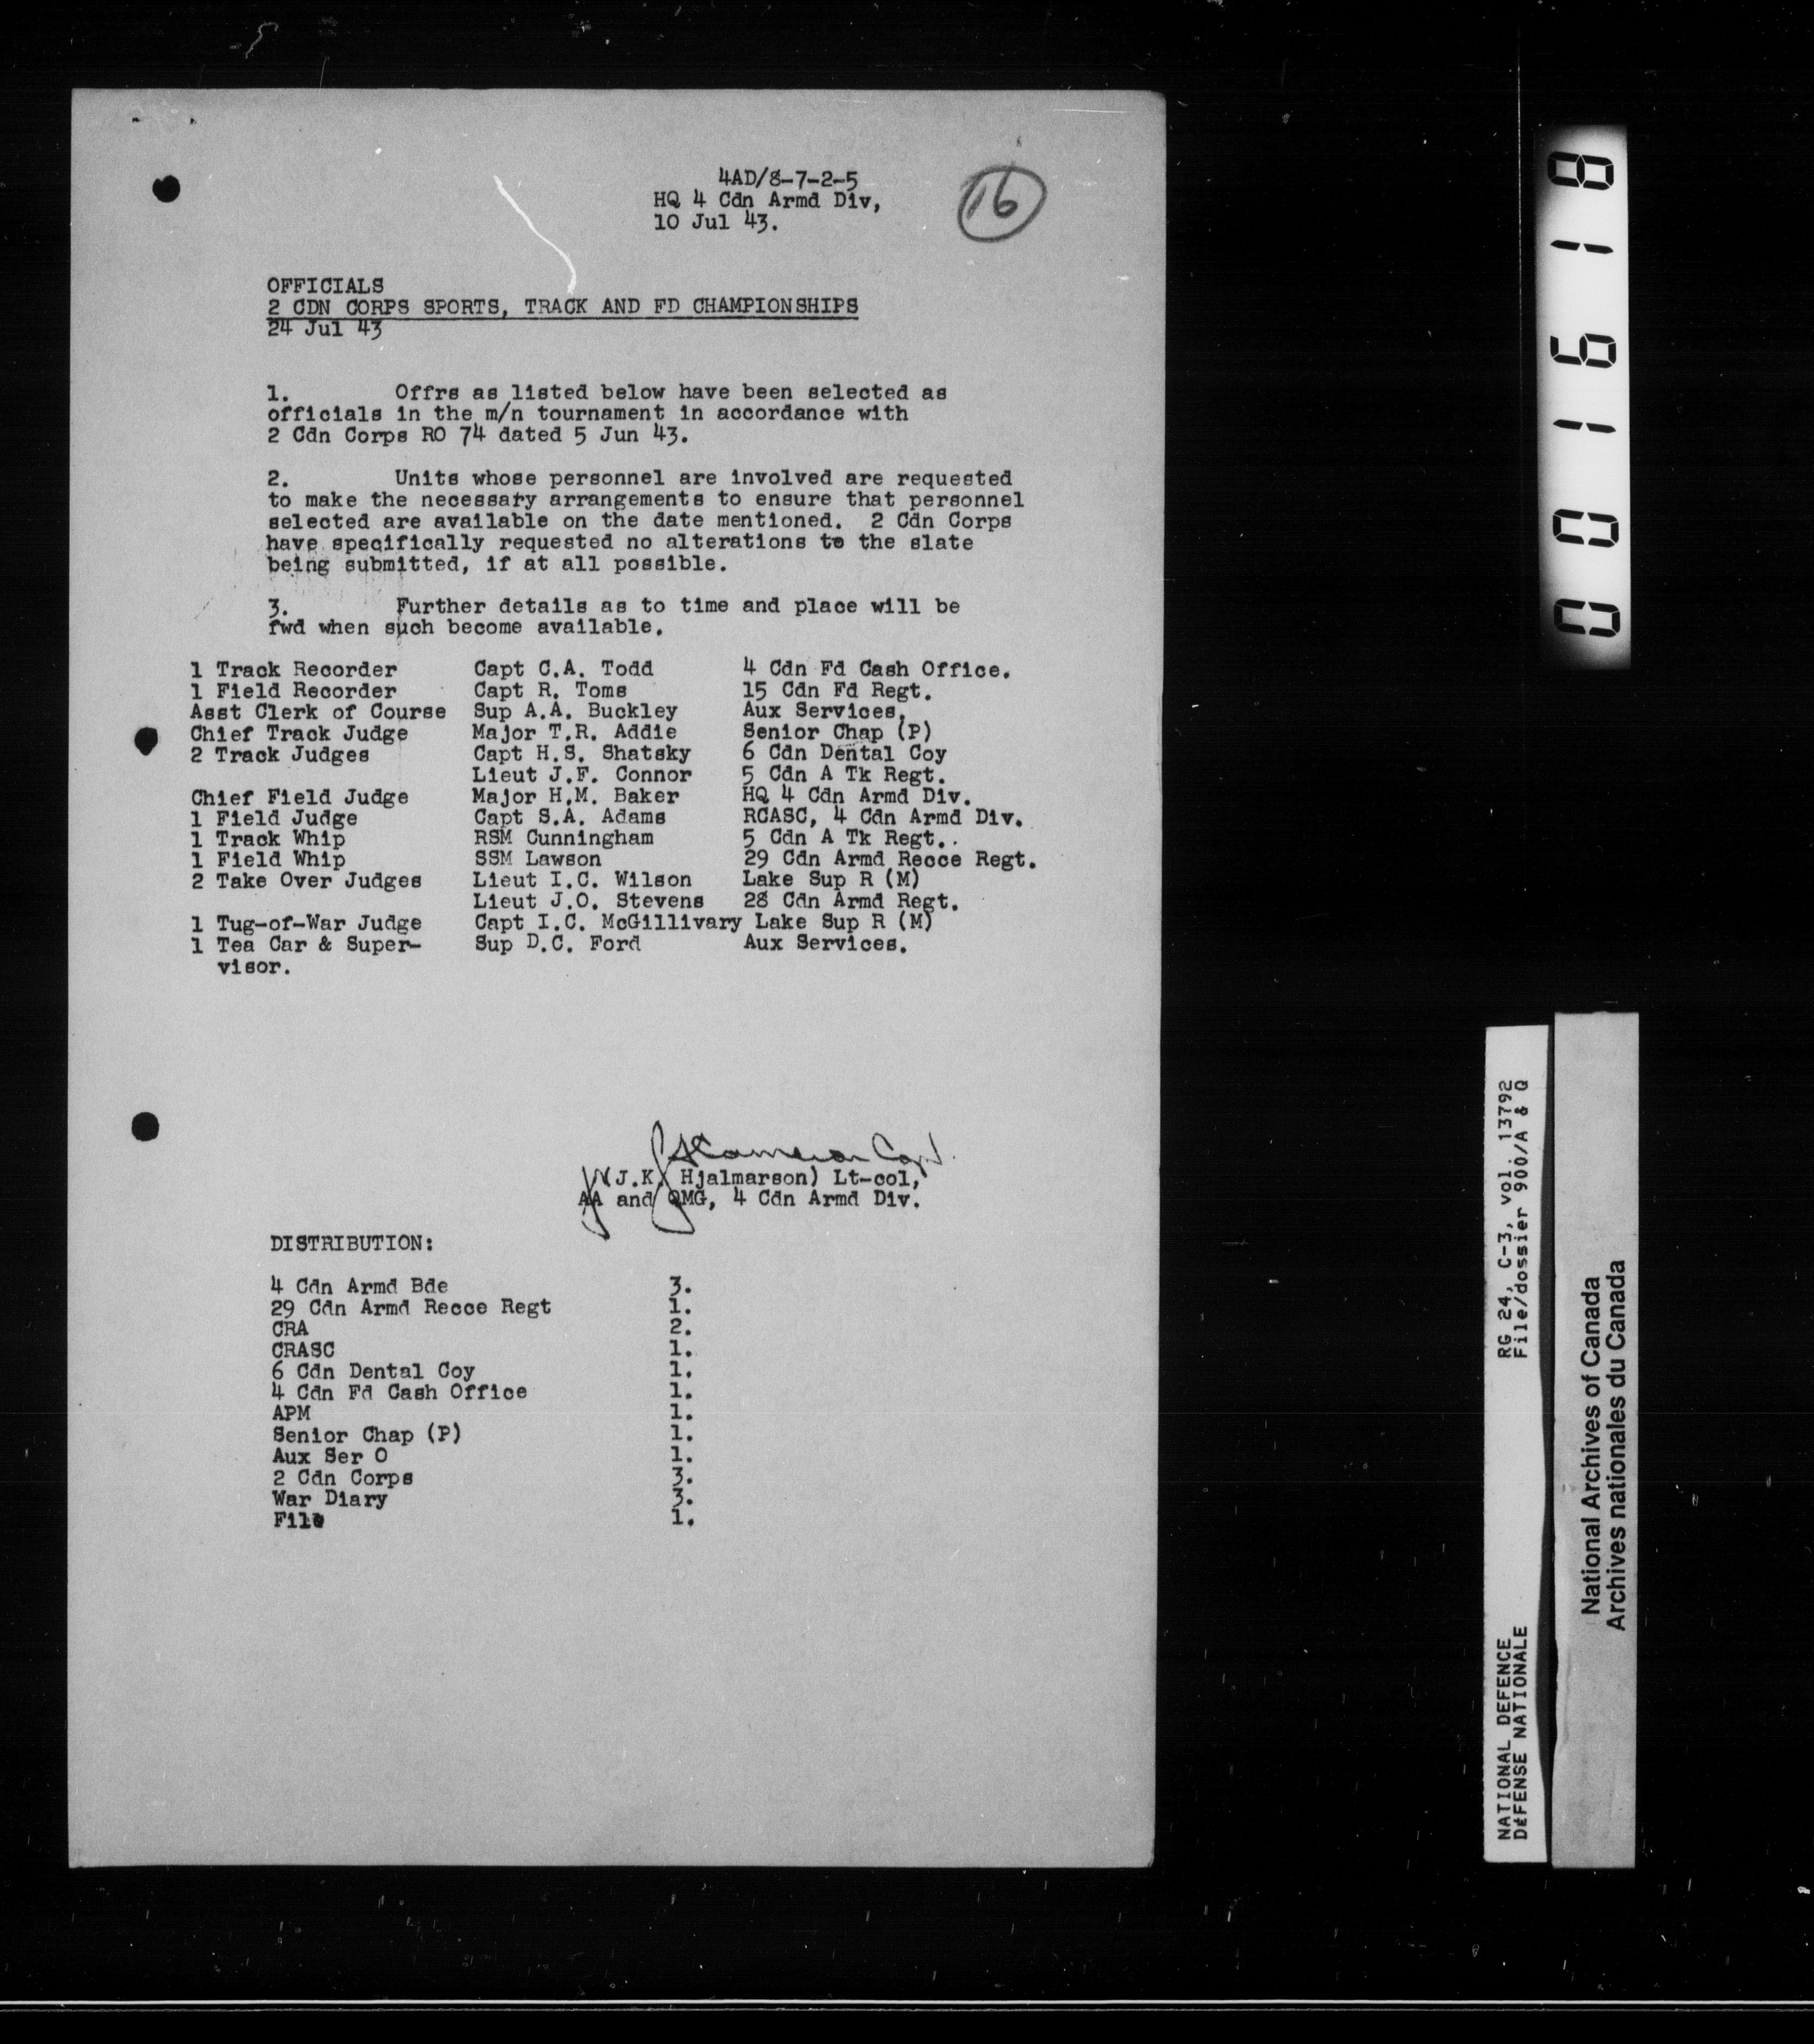 4AD/8-7-2-5
HQ 4 Cdn Armd Div,
10 Jul 43.
16
OFFICIALS
2 CDN CORPS SPORTS, TRACK AND FD CHAMPIONSHIPS
24 Jul 43
1. Offrs as listed below have been selected as
officials in the m/n tournament in accordance with
2 Cdn Corps RO 74 dated 5 Jun 43.
2. Units whose personnel are involved are requested
to make the necessary arrangements to ensure that personnel
selected are available on the date mentioned. 2 Cdn Corps
have specifically requested no alterations to the slate
being submitted, if at all possible.
3. Further details as to time and place will be
fwd when such become available.
1 Track Recorder Capt C.A. Todd 4 Cdn Fd Cash Office.
1 Field Recorder Capt R. Toms 15 Cdn Fd Regt.
Asst Clerk of Course Sup A.A. Buckley Aux Services.
Chief Track Judge Major T.R. Addie Senior Chap (P)
2 Track Judges Capt H.S. Shatsky 6 Cdn Dental Coy
Lieut J.F. Connor 5 Cdn A Tk Regt.
Chief Field Judge Major H.M. Baker HQ 4 Cdn Armd Div.
1 Field Judge Capt S.A. Adams RCASC, 4 Cdn Armd Div.
1 Track Whip RSM Cunningham 5 Cdn A Tk Regt..
1 Field Whip SSM Lawson 29 Cdn Armd Recce Regt.
2 Take Over Judges Lieut I.C. Wilson Lake Sup R (M)
Lieut J.O. Stevens 28 Cdn Armd Regt.
1 Tug-of-War Judge Capt I.C. McGillivary Lake Sup R (M)
1 Tea Car & Super- Sup D.C. Ford Aux Services.
visor.
Cameron Capt.
(J.K. Hjalmarson) Lt-col,
AA and QMG, 4 Cdn Armd Div.
DISTRIBUTION:
4 Cdn Armd Bde 3.
29 Cdn Armd Recce Regt 1.
CRA 2.
CRASC 1.
6 Cdn Dental Coy 1.
4 Cdn Fd Cash Office 1.
APM 1.
Senior Chap (P) 1.
Aux Ser O 1.
2 Cdn Corps 3.
War Diary 3.
File 1.
001618
RG 24, C-3, vol. 13792
File/dossier 900/A & Q
NATIONAL DEFENCE
DÉFENSE NATIONALE
National Archives of Canada
Archives nationales du Canada